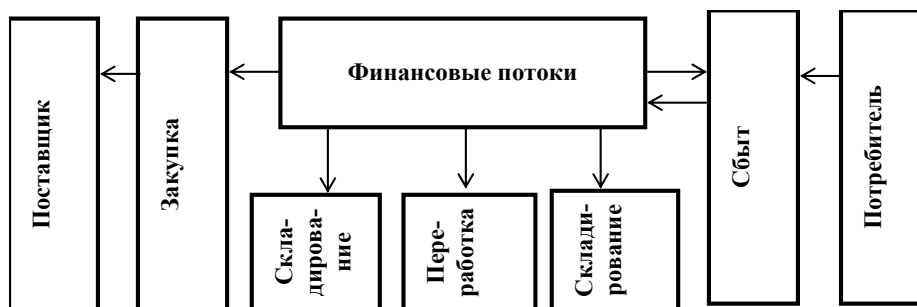 Поставщик
Закупка
Финансовые потоки
Скла-
дирова-
ние
Пере-
работка
Склади-
рование
Сбыт
Потребитель